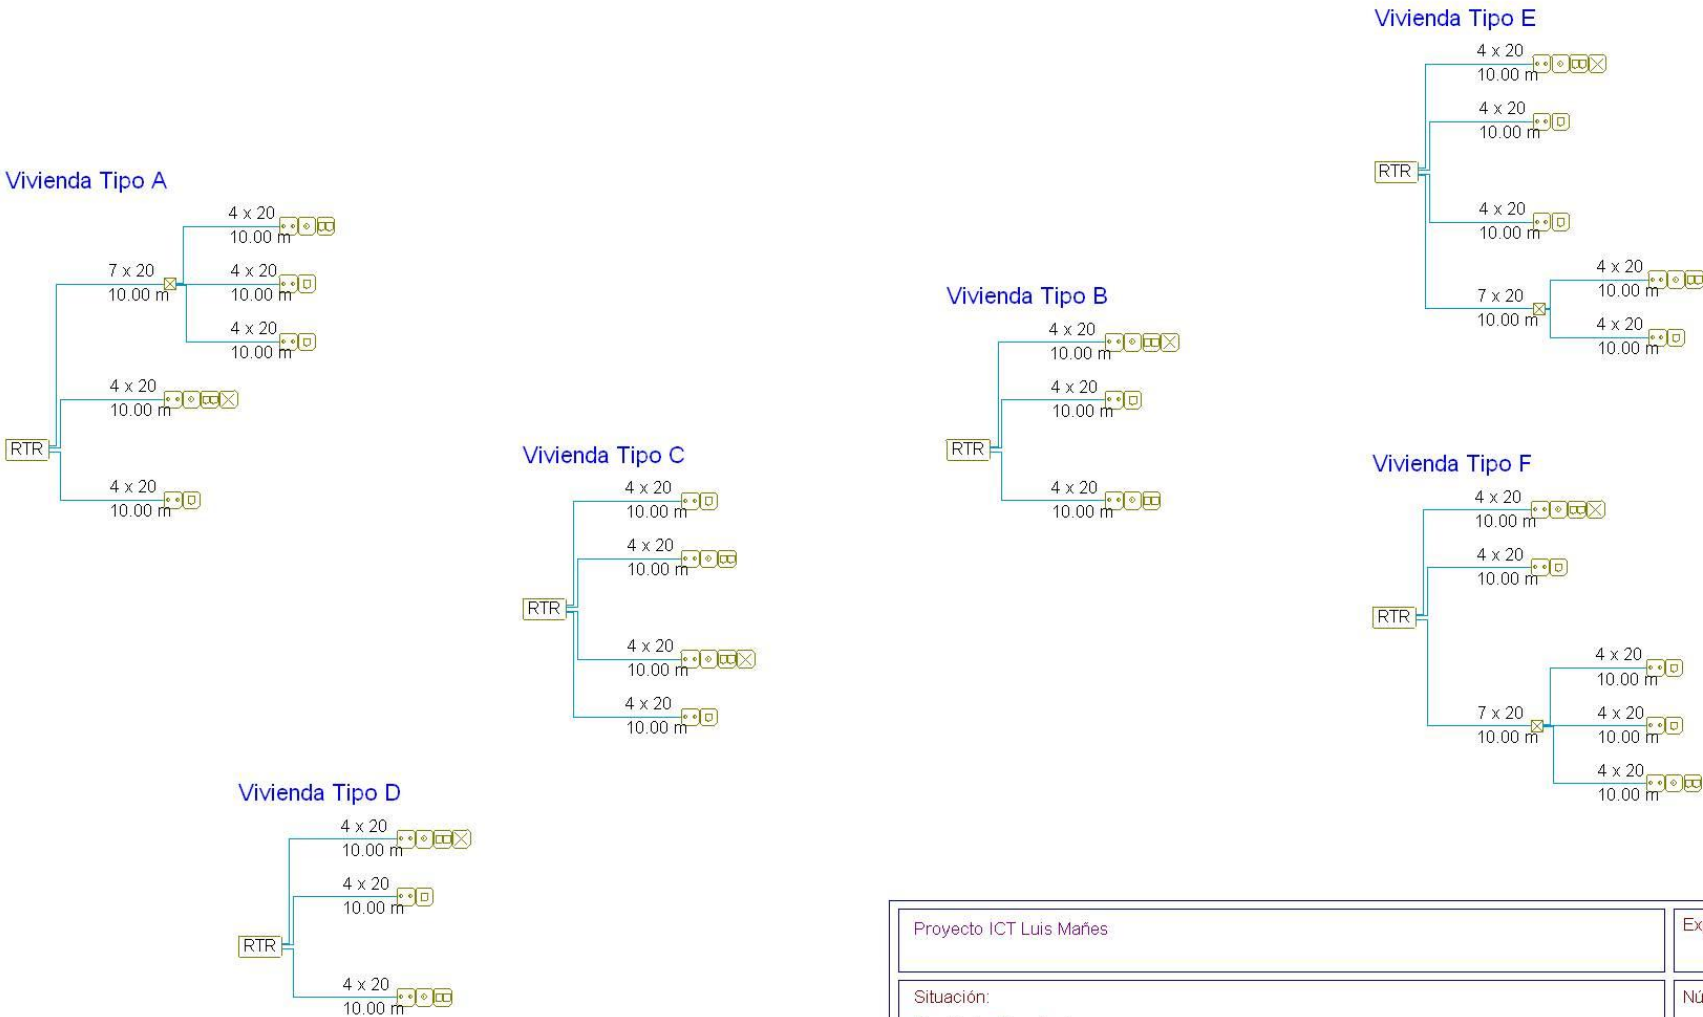 Vivienda Tipo A
4 x 20
10.00 m
7 x 20
10.00 m
4 x 20
10.00 m
4 x 20
10.00 m
4 x 20
10.00 m
RTR
4 x 20
10.00 m
Vivienda Tipo C
4 x 20
10.00 m
4 x 20
10.00 m
RTR
4 x 20
10.00 m
4 x 20
10.00 m
Vivienda Tipo D
4 x 20
10.00 m
4 x 20
10.00 m
RTR
4 x 20
10.00 m
Vivienda Tipo B
4 x 20
10.00 m
4 x 20
10.00 m
RTR
4 x 20
10.00 m
Vivienda Tipo E
4 x 20
10.00 m
4 x 20
10.00 m
RTR
4 x 20
10.00 m
4 x 20
10.00 m
7 x 20
10.00 m
4 x 20
10.00 m
Vivienda Tipo F
4 x 20
10.00 m
4 x 20
10.00 m
RTR
4 x 20
10.00 m
7 x 20
10.00 m
4 x 20
10.00 m
4 x 20
10.00 m
Proyecto ICT Luis Mañes
Situación: